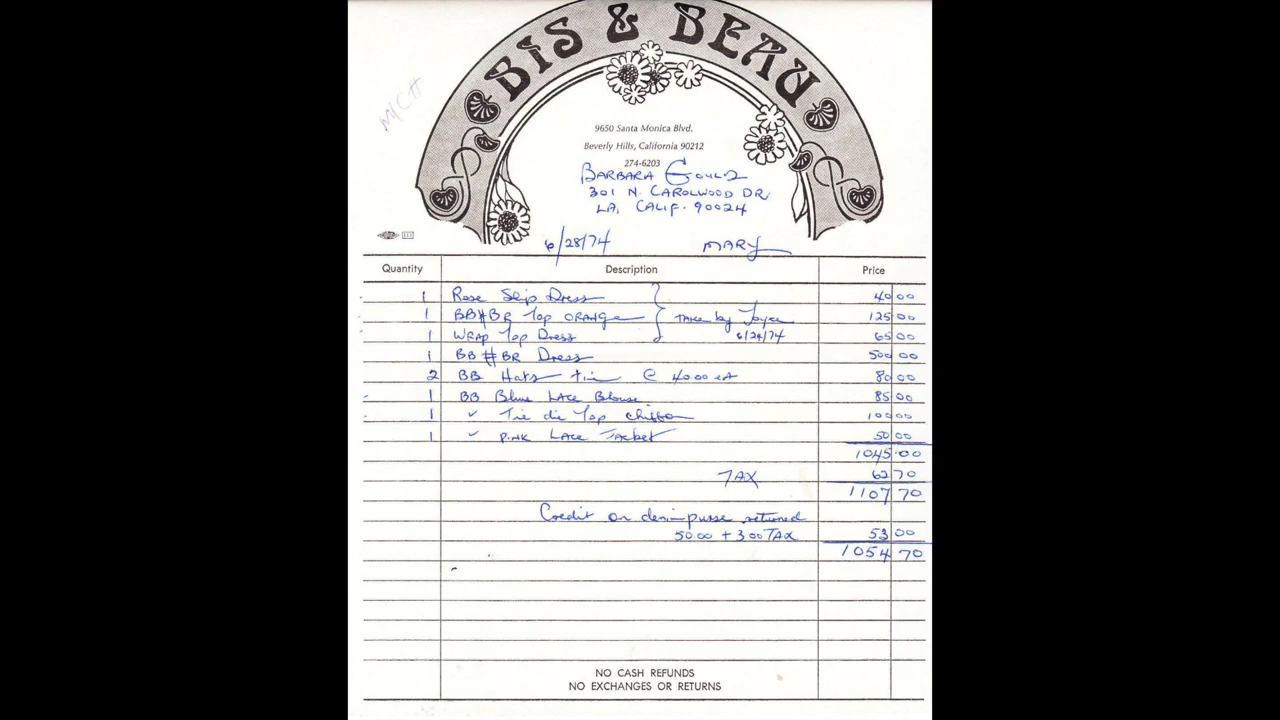 BIS & BEAU
M/CH
9650 Santa Monica Blvd.
Beverly Hills, California 90212
274-6203
BARBARA GOULD
301 N. CAROLWOOD DR
LA, CALIF. 90024
6/28/74 MARY
Quantity Description Price
1 Rose Slip Dress 40 00
1 BB#BR Top ORANGE Take by Joyce 125 00
1 WRAP Top Dress 6/24/74 65 00
1 BB #BR Dress 500 00
2 BB Hats tie @ 40 00 eA 80 00
1 BB Blue LACE Blouse 85 00
1 ✓ Tie die Top chiffon 100 00
1 ✓ PINK LACE JACket 50 00
1045.00
TAX 62 70
1107 70
Credit on denim purse returned
50 00 + 3 00 TAX 53 00
1054 70
NO CASH REFUNDS
NO EXCHANGES OR RETURNS